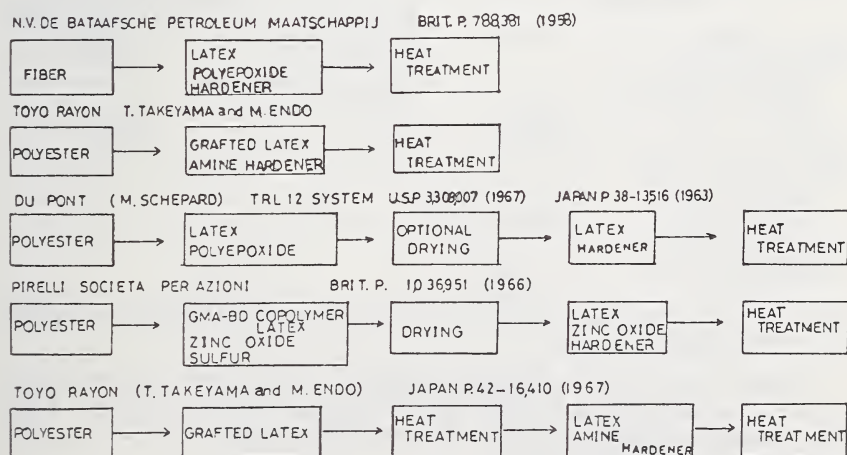 N.V. DE BATAAFSCHE PETROLEUM MAATSCHAPPIJ BRIT. P. 788,381 (1958)
FIBER
LATEX
POLYEPOXIDE
HARDENER
HEAT
TREATMENT
TOYO RAYON T. TAKEYAMA and M. ENDO
POLYESTER
GRAFTED LATEX
AMINE HARDENER
HEAT
TREATMENT
DU PONT (M. SCHEPARD) TRL 12 SYSTEM U.S.P 3,308,007 (1967) JAPAN P 38-13,516 (1963)
POLYESTER
LATEX
POLYEPOXIDE
OPTIONAL
DRYING
LATEX
HARDENER
HEAT
TREATMENT
PIRELLI SOCIETA PER AZIONI BRIT. P. 1,036,951 (1966)
POLYESTER
GMA-BD COPOLYMER
LATEX
ZINC OXIDE
SULFUR
DRYING
LATEX
ZINC OXIDE
HARDENER
HEAT
TREATMENT
TOYO RAYON (T. TAKEYAMA and M. ENDO) JAPAN P. 42-16,410 (1967)
POLYESTER
GRAFTED LATEX
HEAT
TREATMENT
LATEX
AMINE
HARDENER
HEAT
TREATMENT